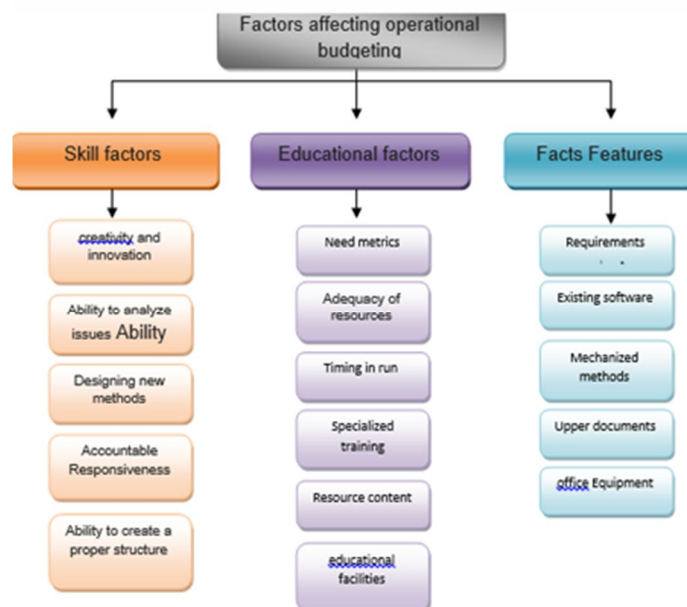 Factors affecting operational
budgeting
Skill factors
creativity and
innovation
Ability to analyze
issues Ability
Designing new
methods
Accountable
Responsiveness
Ability to create a
proper structure
Educational factors
Need metrics
Adequacy of
resources
Timing in run
Specialized
training
Resource content
educational
facilities
Facts Features
Requirements
Existing software
Mechanized
methods
Upper documents
office Equipment